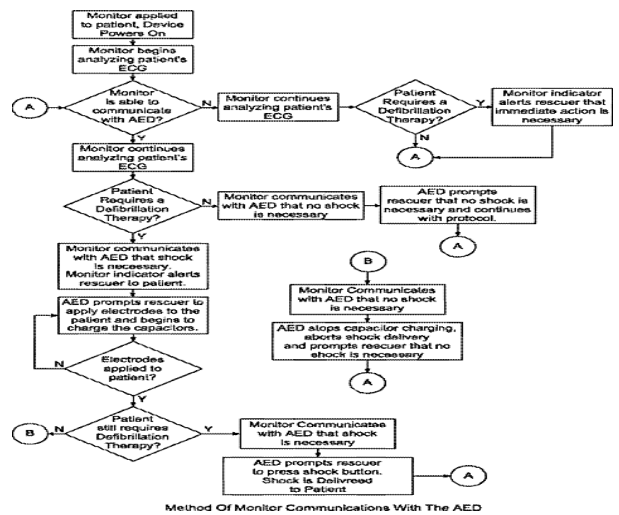 Monitor applied
to patient, Device
Powers On
Monitor begins
analyzing patient's
ECG
A
Monitor
is able to
communicate
with AED?
N
Monitor continues
analyzing patient's
ECG
Patient
Requires a
Defibrillation
Therapy?
Y
Monitor indicator
alerts rescuer that
immediate action is
necessary
N
A
Y
Monitor continues
analyzing patient's
ECG
Patient
Requires a
Defibrillation
Therapy?
N
Monitor communicates
with AED that no shock
is necessary
AED prompts
rescuer that no shock is
necessary and continues
with protocol.
A
Y
Monitor communicates
with AED that shock
is necessary.
Monitor indicator alerts
rescuer to patient.
AED prompts rescuer to
apply electrodes to the
patient and begins to
charge the capacitors.
N
Electrodes
applied to
patient?
Y
B
Monitor Communicates
with AED that no shock
is necessary
AED stops capacitor charging,
aborts shock delivery
and prompts rescuer that no
shock is necessary
A
B
N
Patient
still requires
Defibrillation
Therapy?
Y
Monitor Communicates
with AED that shock
is necessary
AED prompts rescuer
to press shock button.
Shock is Delivreed
to Patient
A
Method Of Monitor Communications With The AED